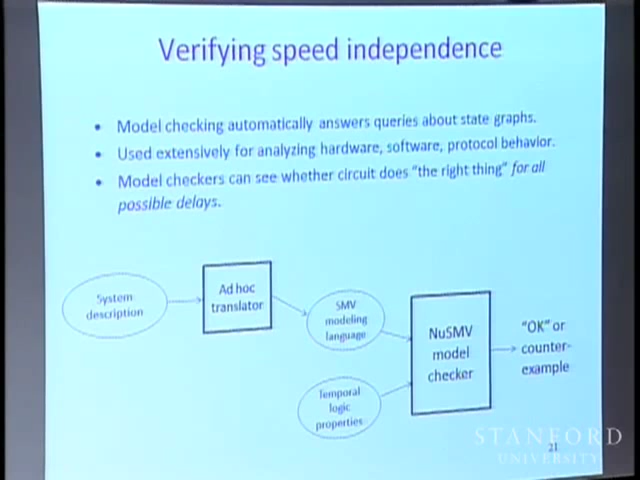 Verifying speed independence
• Model checking automatically answers queries about state graphs.
• Used extensively for analyzing hardware, software, protocol behavior.
• Model checkers can see whether circuit does “the right thing” for all
possible delays.
System
description
Ad hoc
translator
SMV
modeling
language
NuSMV
model
checker
"OK" or
counter-
example
Temporal
logic
properties
STANFORD
UNIVERSITY
21